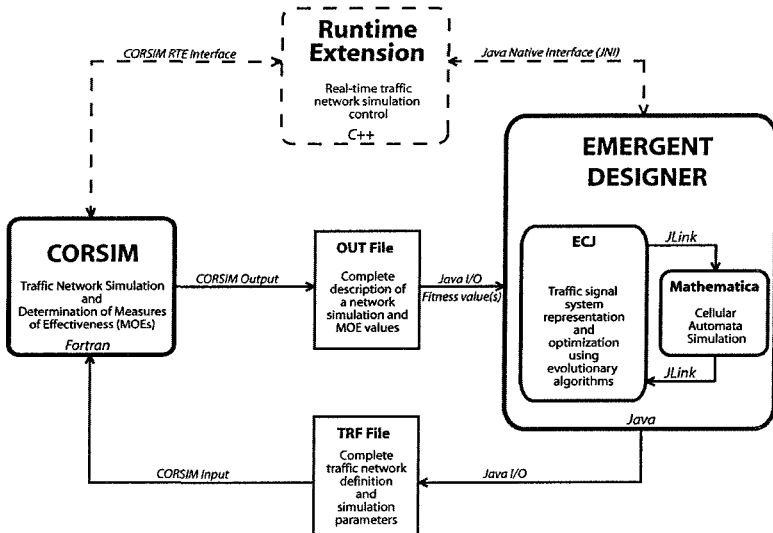 Runtime
Extension
Real-time traffic
network simulation
control
C++
CORSIM RTE Interface
Java Native Interface (JNI)
EMERGENT
DESIGNER
CORSIM
Traffic Network Simulation
and
Determination of Measures
of Effectiveness (MOEs)
Fortran
CORSIM Output
OUT File
Complete
description of
a network
simulation and
MOE values
Java I/O
Fitness value(s)
ECJ
Traffic signal
system
representation
and
optimization
using
evolutionary
algorithms
JLink
Mathematica
Cellular
Automata
Simulation
JLink
Java
TRF File
Complete
traffic network
definition
and
simulation
parameters
CORSIM Input
Java I/O